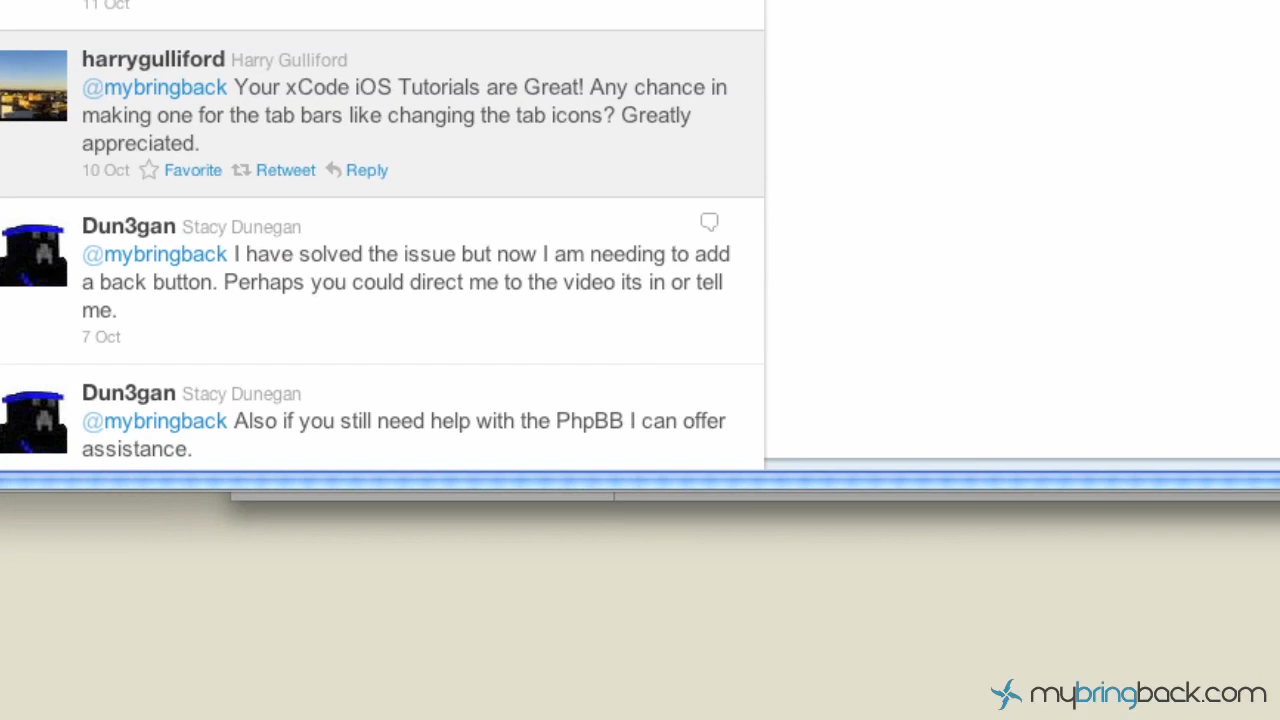 11 Oct
harrygulliford Harry Gulliford
@mybringback Your xCode iOS Tutorials are Great! Any chance in
making one for the tab bars like changing the tab icons? Greatly
appreciated.
10 Oct Favorite Retweet Reply
Dun3gan Stacy Dunegan
@mybringback I have solved the issue but now I am needing to add
a back button. Perhaps you could direct me to the video its in or tell
me.
7 Oct
Dun3gan Stacy Dunegan
@mybringback Also if you still need help with the PhpBB I can offer
assistance.
mybringback.com